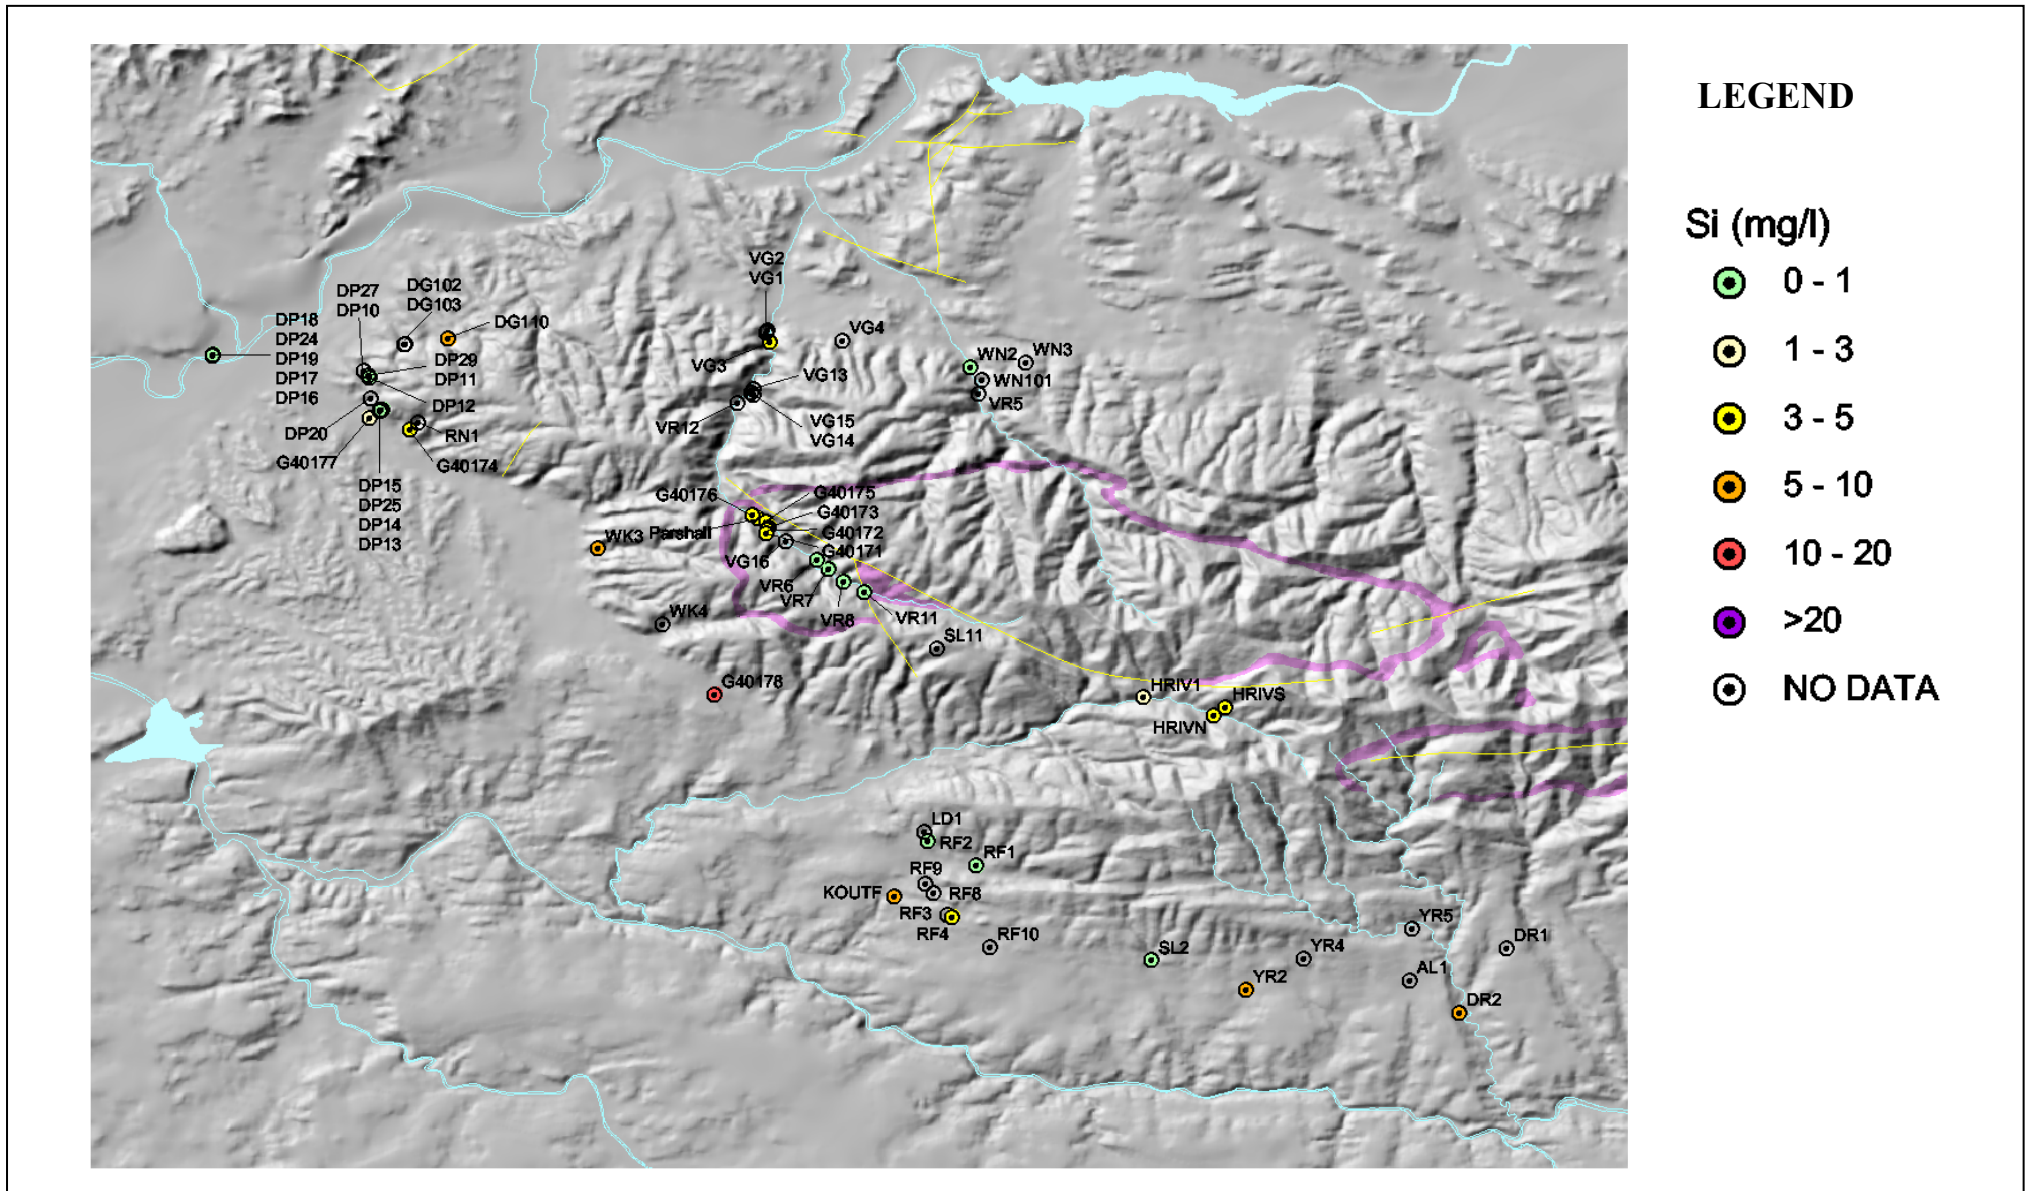 LEGEND
Si (mg/l)
0 - 1
1 - 3
3 - 5
5 - 10
10 - 20
>20
NO DATA
VG2
VG1
DP27
DP10
DG102
DG103
DG110
DP18
DP24
DP19
DP17
DP16
DP29
DP11
DP12
DP20
RN1
G40177
G40174
DP15
DP25
DP14
DP13
VG3
VG4
VG13
VR12
VG15
VG14
WN2
WN3
WN101
VR5
G40176
G40175
G40173
Parshall
G40172
G40171
WK3
VG16
VR6
VR7
VR8
VR11
WK4
SL11
G40178
HRIV1
HRIVS
HRIVN
LD1
RF2
RF1
RF9
KOUTF
RF8
RF3
RF4
RF10
SL2
YR5
YR4
DR1
YR2
AL1
DR2